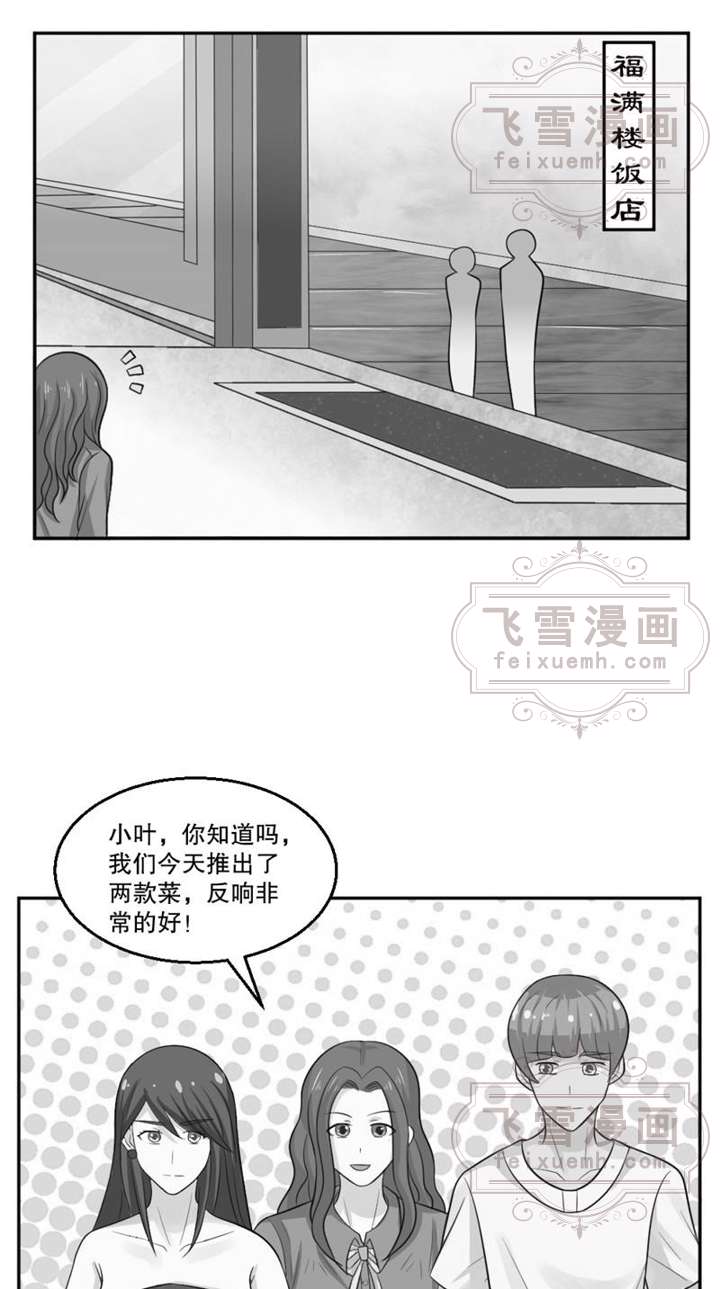 福满楼饭店
飞雪漫画
feixuemh.com
飞雪漫画
feixuemh.com
小叶，你知道吗，
我们今天推出了
两款菜，反响非
常的好！
飞雪漫画
feixuemh.com